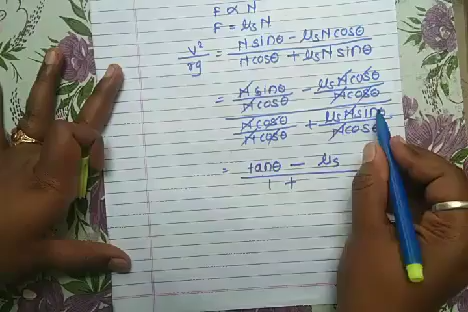 F ∝ N
F = μsN
v²/rg = (N sinθ − μsN cosθ)/(N cosθ + μsN sinθ)
= (N sinθ/N cosθ − μsN cosθ/N cosθ)/(N cosθ/N cosθ + μsN sinθ/N cosθ)
= (tanθ − μs)/(1 +